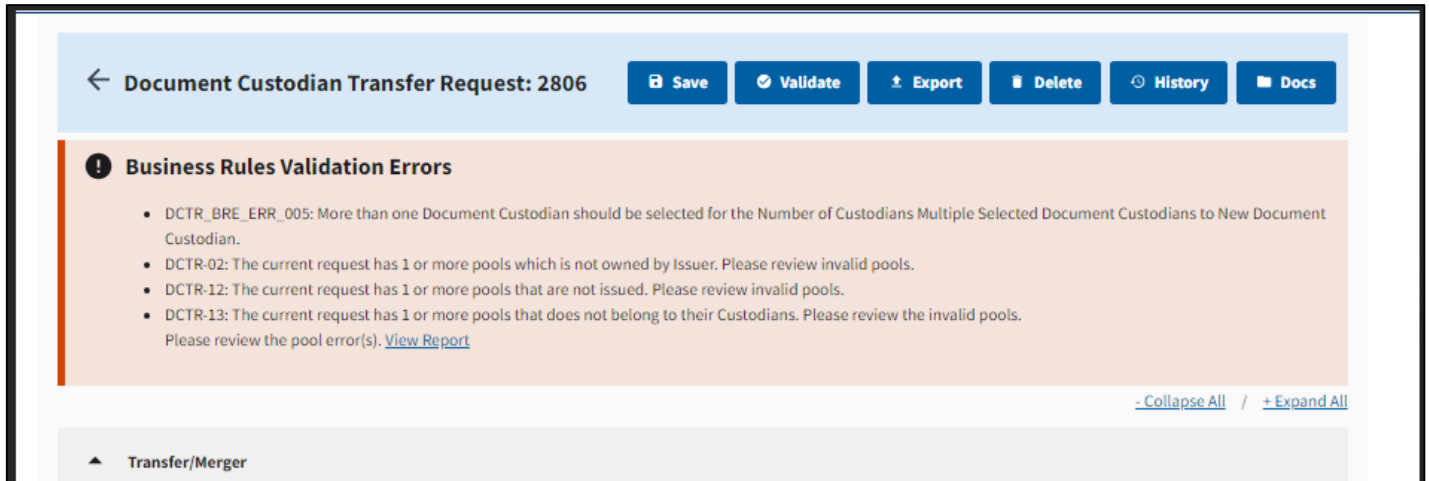 Document Custodian Transfer Request: 2806
Save
Validate
Export
Delete
History
Docs
Business Rules Validation Errors
DCTR_BRE_ERR_005: More than one Document Custodian should be selected for the Number of Custodians Multiple Selected Document Custodians to New Document
Custodian.
DCTR-02: The current request has 1 or more pools which is not owned by Issuer. Please review invalid pools.
DCTR-12: The current request has 1 or more pools that are not issued. Please review invalid pools.
DCTR-13: The current request has 1 or more pools that does not belong to their Custodians. Please review the invalid pools.
Please review the pool error(s). View Report
- Collapse All / + Expand All
Transfer/Merger